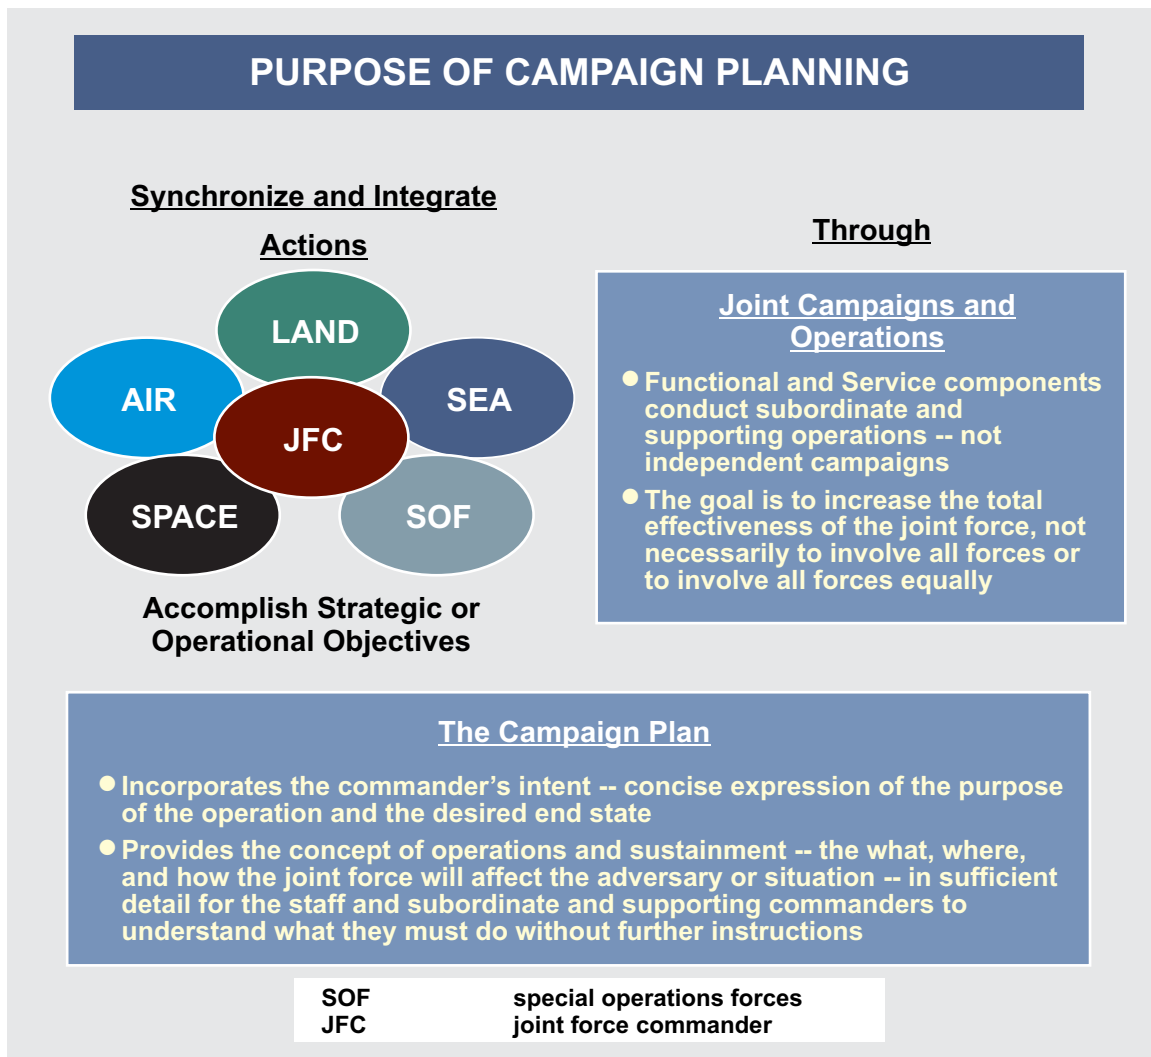 PURPOSE OF CAMPAIGN PLANNING
Synchronize and Integrate
Actions
LAND
AIR
SEA
JFC
SPACE
SOF
Accomplish Strategic or
Operational Objectives
Through
Joint Campaigns and
Operations
● Functional and Service components
conduct subordinate and
supporting operations -- not
independent campaigns
● The goal is to increase the total
effectiveness of the joint force, not
necessarily to involve all forces or
to involve all forces equally
The Campaign Plan
● Incorporates the commander’s intent -- concise expression of the purpose
of the operation and the desired end state
● Provides the concept of operations and sustainment -- the what, where,
and how the joint force will affect the adversary or situation -- in sufficient
detail for the staff and subordinate and supporting commanders to
understand what they must do without further instructions
SOF special operations forces
JFC joint force commander